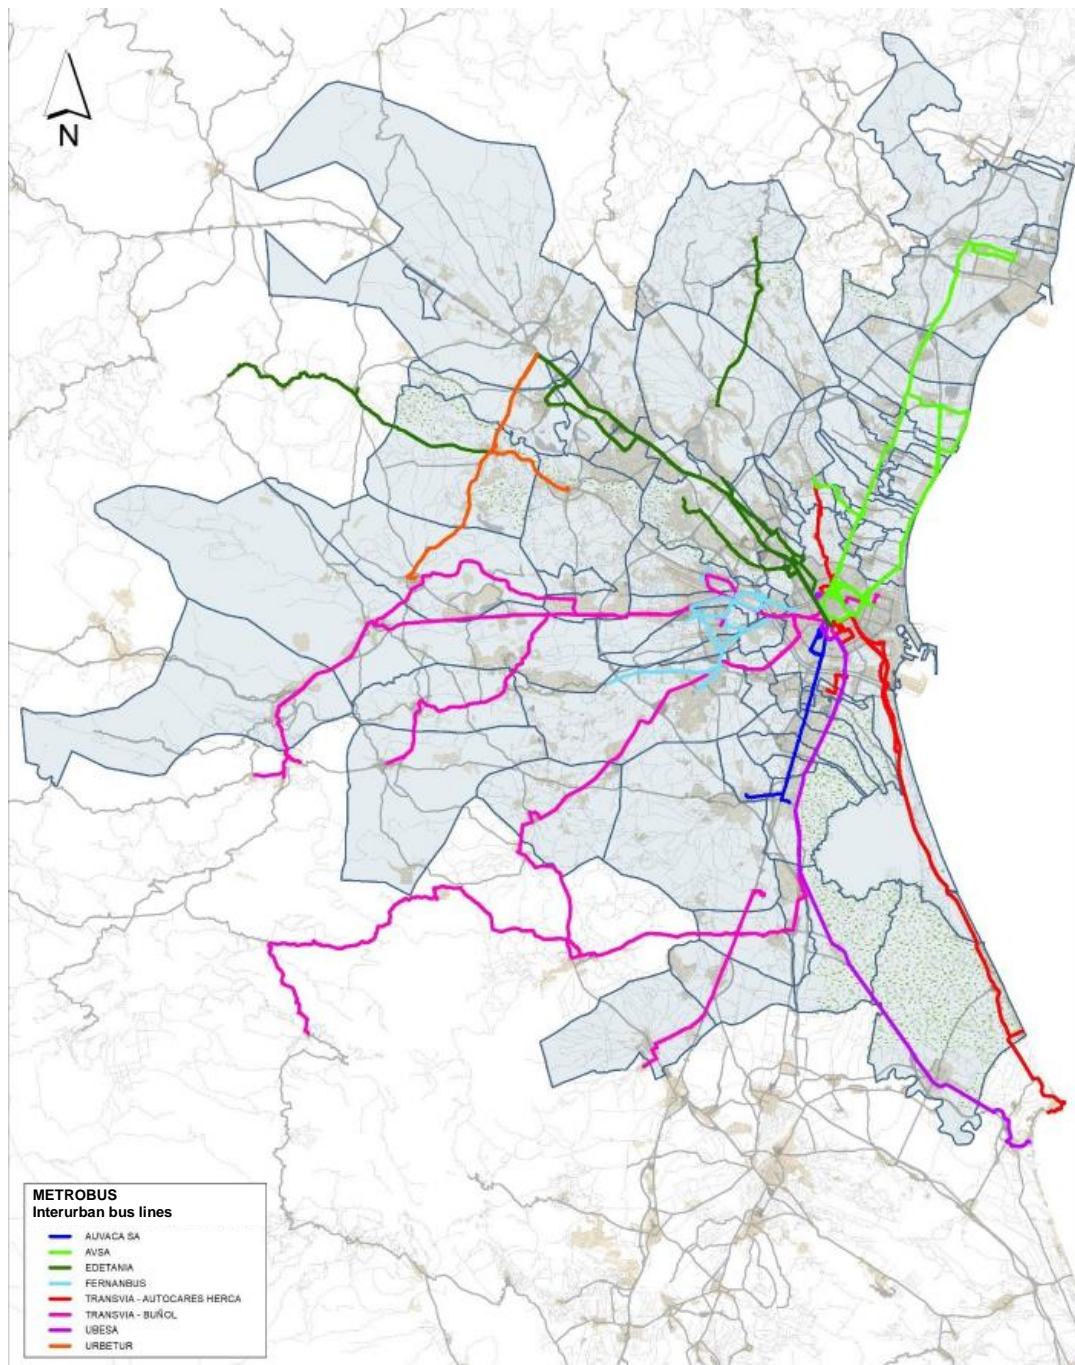 N
METROBUS
Interurban bus lines
AUVACA SA
AVSA
EDETANIA
FERNANBUS
TRANSVIA - AUTOCARES HERCA
TRANSVIA - BUÑOL
UBESA
URBETUR